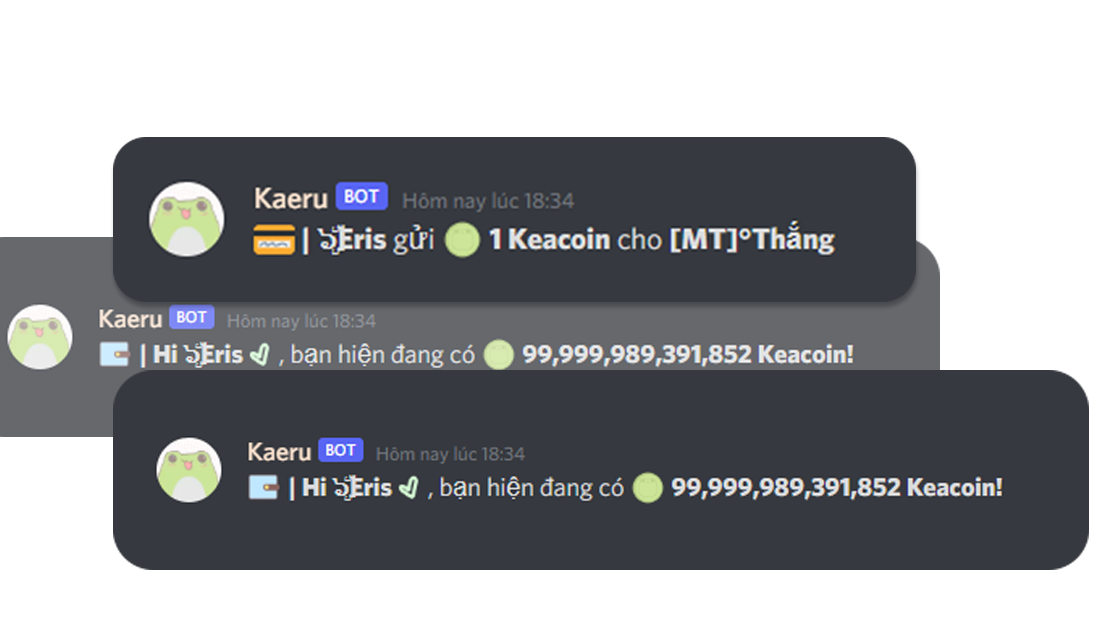 Kaeru BOT Hôm nay lúc 18:34
| Eris gửi 1 Keacoin cho [MT]°Thắng
Kaeru BOT Hôm nay lúc 18:34
| Hi Eris , bạn hiện đang có 99,999,989,391,852 Keacoin!
Kaeru BOT Hôm nay lúc 18:34
| Hi Eris , bạn hiện đang có 99,999,989,391,852 Keacoin!